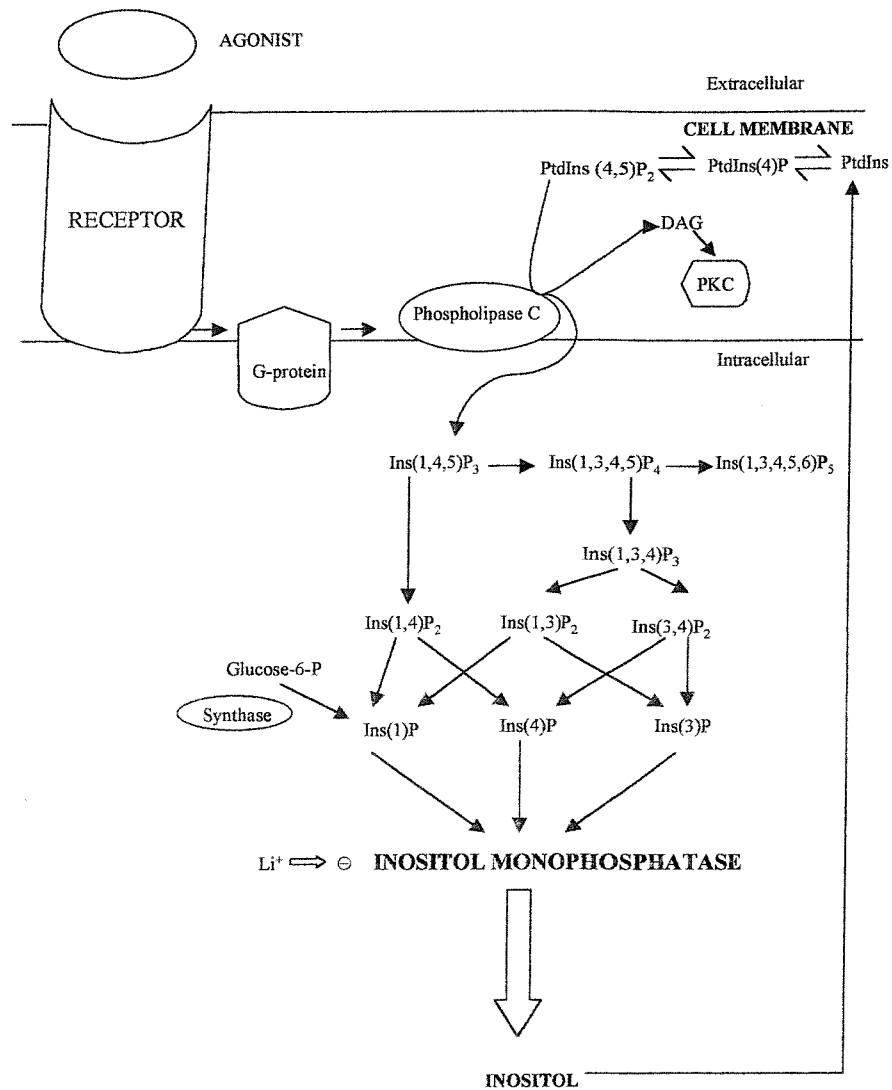 AGONIST
Extracellular
CELL MEMBRANE
PtdIns (4,5)P₂ PtdIns(4)P PtdIns
RECEPTOR
DAG
PKC
Phospholipase C
G-protein
Intracellular
Ins(1,4,5)P₃ Ins(1,3,4,5)P₄ Ins(1,3,4,5,6)P₅
Ins(1,3,4)P₃
Ins(1,4)P₂ Ins(1,3)P₂ Ins(3,4)P₂
Glucose-6-P
Synthase
Ins(1)P Ins(4)P Ins(3)P
Li⁺ ⇒ ⊖ INOSITOL MONOPHOSPHATASE
INOSITOL